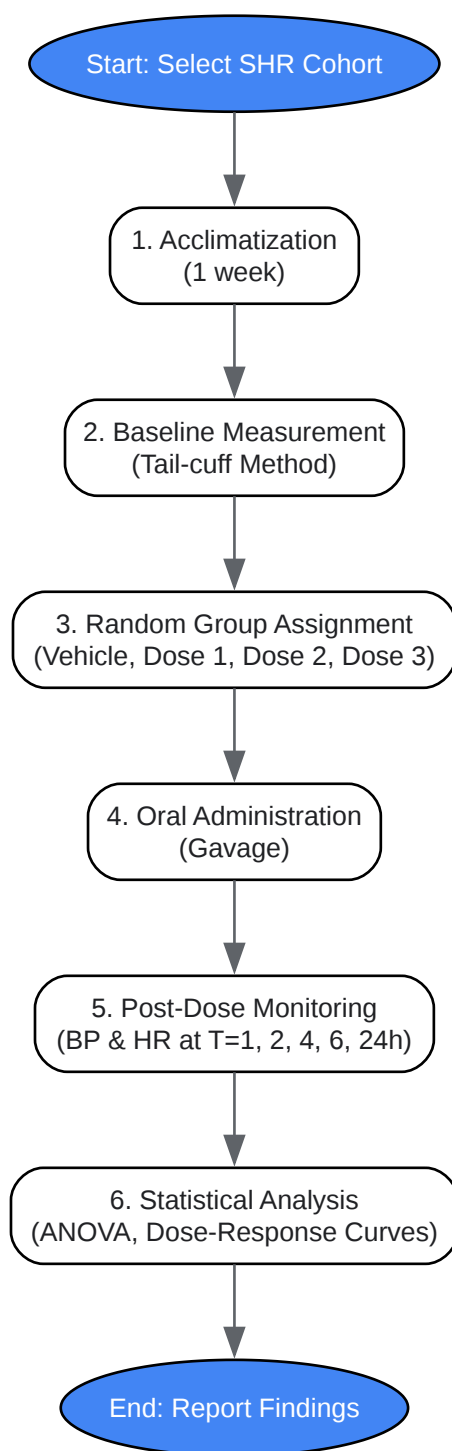 Start: Select SHR Cohort
1. Acclimatization
(1 week)
2. Baseline Measurement
(Tail-cuff Method)
3. Random Group Assignment
(Vehicle, Dose 1, Dose 2, Dose 3)
4. Oral Administration
(Gavage)
5. Post-Dose Monitoring
(BP & HR at T=1, 2, 4, 6, 24h)
6. Statistical Analysis
(ANOVA, Dose-Response Curves)
End: Report Findings